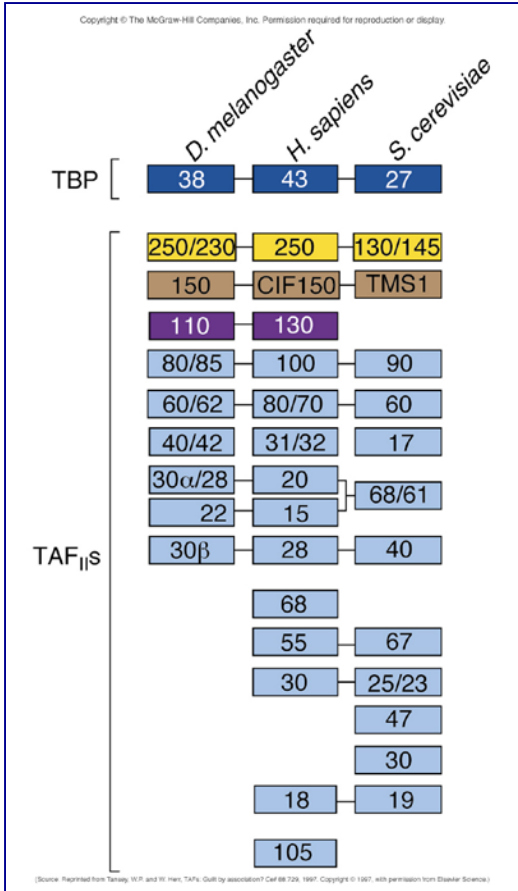 Copyright © The McGraw-Hill Companies, Inc. Permission required for reproduction or display.
D. melanogaster H. sapiens S. cerevisiae
TBP 38 43 27
250/230 250 130/145
150 CIF150 TMS1
110 130
80/85 100 90
60/62 80/70 60
40/42 31/32 17
30α/28 20
68/61
22 15
30β 28 40
TAFIIs
68
55 67
30 25/23
47
30
18 19
105
(Source: Reprinted from Tansey, W.P. and W. Herr, TAFs: Guilt by association? Cell 88:729, 1997. Copyright © 1997, with permission from Elsevier Science.)